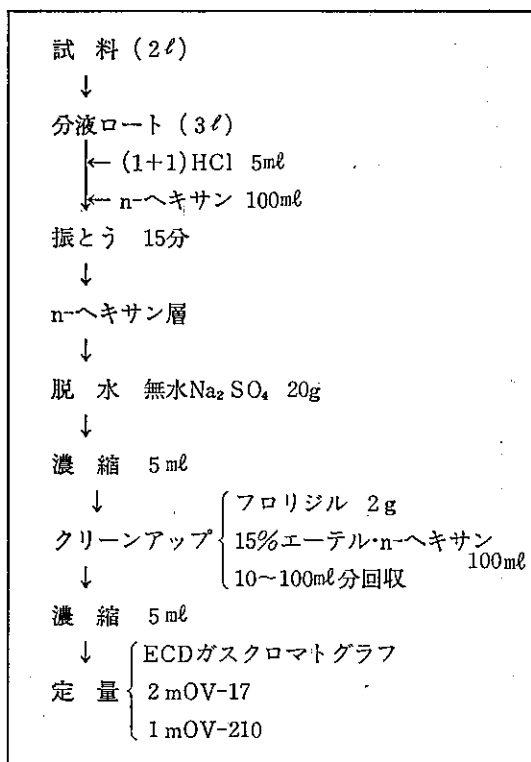 試料 (2ℓ)
↓
分液ロート (3ℓ)
← (1+1)HCl 5mℓ
← n-ヘキサン 100mℓ
振とう 15分
↓
n-ヘキサン層
↓
脱水 無水Na₂SO₄ 20g
↓
濃縮 5mℓ
↓
フロリジル 2g
クリーンアップ 15%エーテル・n-ヘキサン 100mℓ
10~100mℓ分回収
↓
濃縮 5mℓ
↓
ECDガスクロマトグラフ
定量 2mOV-17
1mOV-210